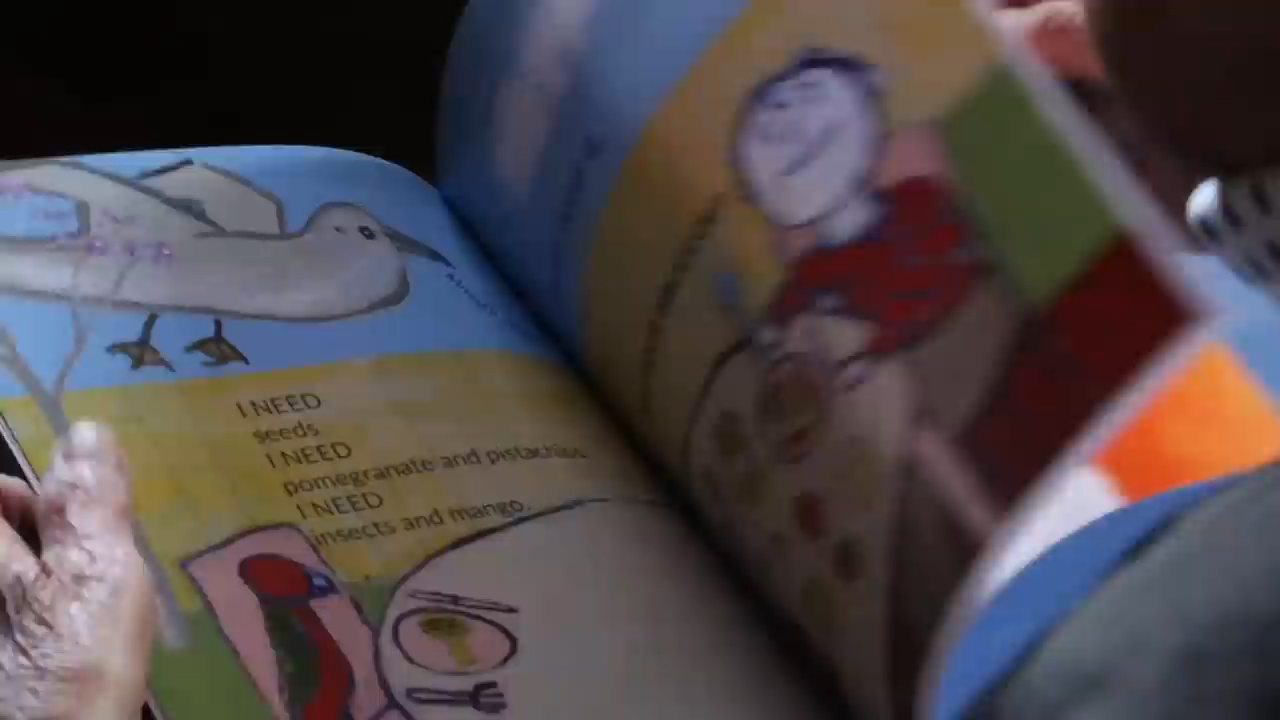 I NEED
seeds
I NEED
pomegranate and pistachios
I NEED
insects and mango.